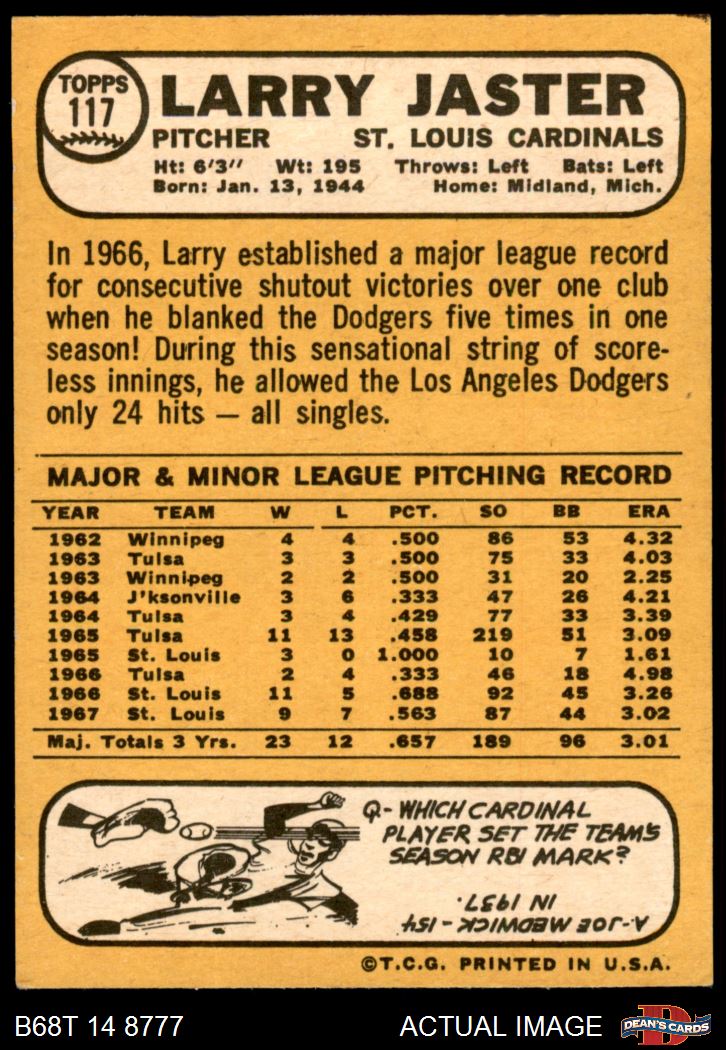 TOPPS
117
LARRY JASTER
PITCHER ST. LOUIS CARDINALS
Ht: 6'3" Wt: 195 Throws: Left Bats: Left
Born: Jan. 13, 1944 Home: Midland, Mich.
In 1966, Larry established a major league record
for consecutive shutout victories over one club
when he blanked the Dodgers five times in one
season! During this sensational string of score-
less innings, he allowed the Los Angeles Dodgers
only 24 hits — all singles.
MAJOR & MINOR LEAGUE PITCHING RECORD
YEAR TEAM W L PCT. SO BB ERA
1962 Winnipeg 4 4 .500 86 53 4.32
1963 Tulsa 3 3 .500 75 33 4.03
1963 Winnipeg 2 2 .500 31 20 2.25
1964 J'ksonville 3 6 .333 47 26 4.21
1964 Tulsa 3 4 .429 77 33 3.39
1965 Tulsa 11 13 .458 219 51 3.09
1965 St. Louis 3 0 1.000 10 7 1.61
1966 Tulsa 2 4 .333 46 18 4.98
1966 St. Louis 11 5 .688 92 45 3.26
1967 St. Louis 9 7 .563 87 44 3.02
Maj. Totals 3 Yrs. 23 12 .657 189 96 3.01
Q- WHICH CARDINAL
PLAYER SET THE TEAM'S
SEASON RBI MARK?
A-JOE MEDWICK - 154
IN 1937.
©T.C.G. PRINTED IN U.S.A.
B68T 14 8777 ACTUAL IMAGE
D
DEAN'S CARDS